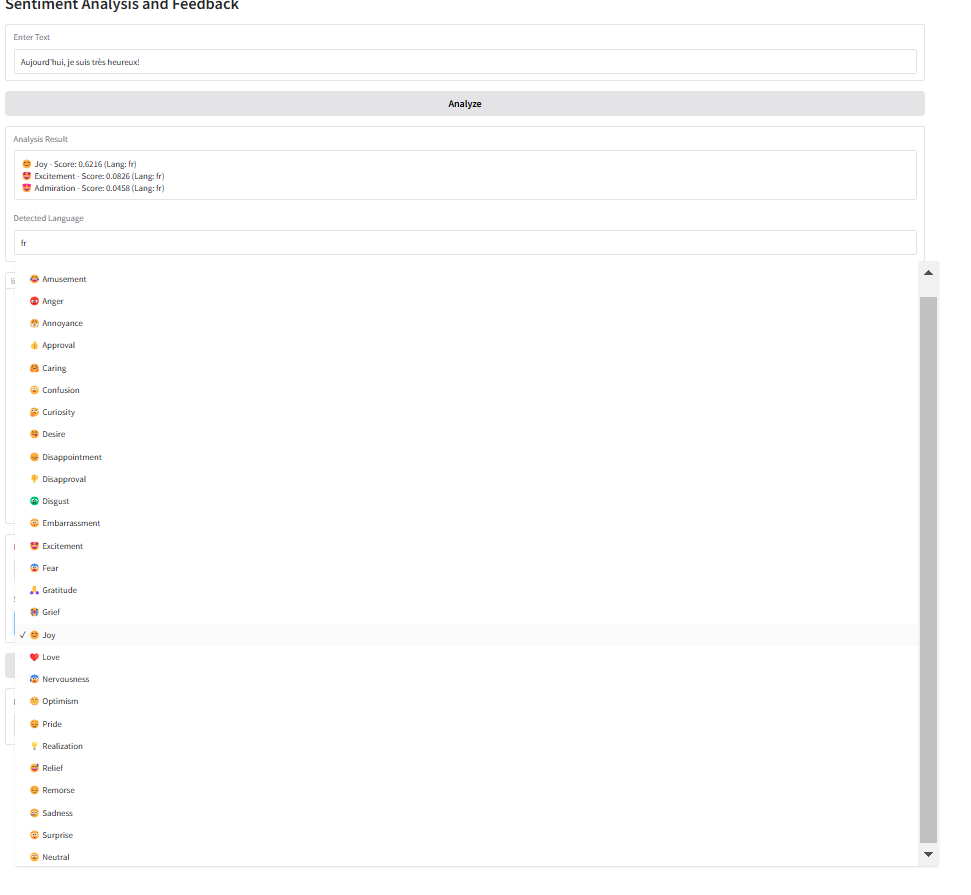 Sentiment Analysis and Feedback
Enter Text
Aujourd'hui, je suis très heureux!
Analyze
Analysis Result
😊 Joy - Score: 0.6216 (Lang: fr)
🤩 Excitement - Score: 0.0826 (Lang: fr)
😍 Admiration - Score: 0.0458 (Lang: fr)
Detected Language
fr
Amusement
Anger
Annoyance
Approval
Caring
Confusion
Curiosity
Desire
Disappointment
Disapproval
Disgust
Embarrassment
Excitement
Fear
Gratitude
Grief
✓ Joy
Love
Nervousness
Optimism
Pride
Realization
Relief
Remorse
Sadness
Surprise
Neutral